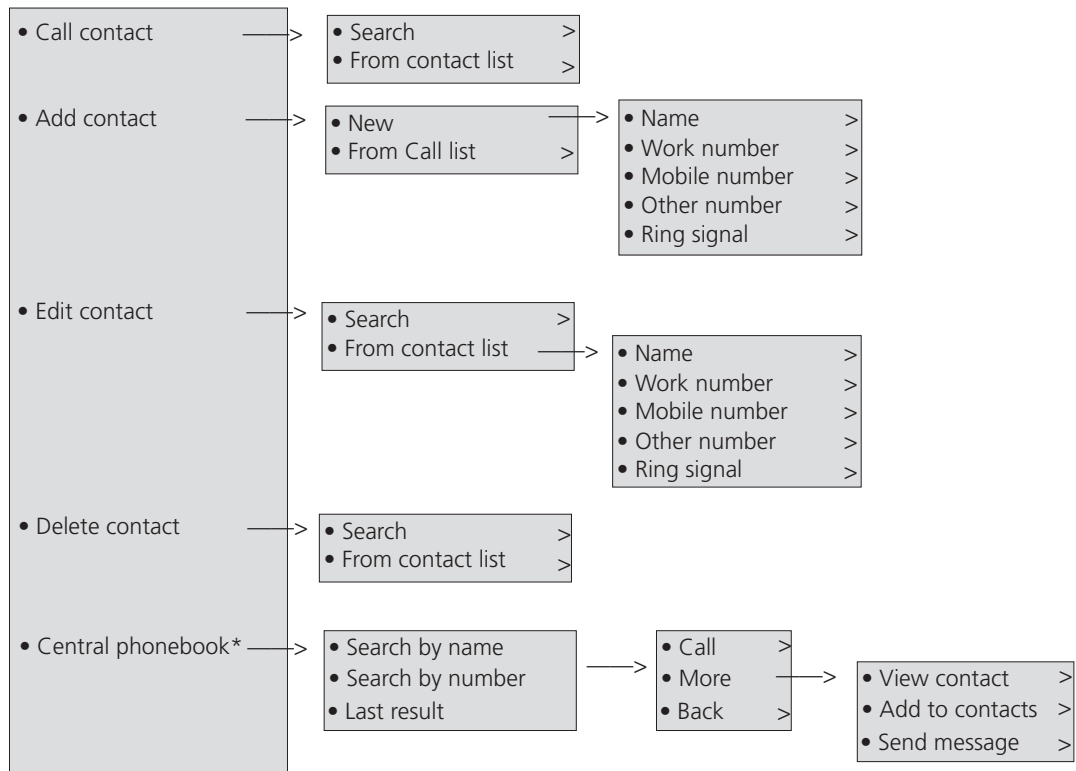 • Call contact ——>
• Search >
• From contact list >
• Add contact ——>
• New ——>
• From Call list >
• Name >
• Work number >
• Mobile number >
• Other number >
• Ring signal >
• Edit contact ——>
• Search >
• From contact list ——>
• Name >
• Work number >
• Mobile number >
• Other number >
• Ring signal >
• Delete contact ——>
• Search >
• From contact list >
• Central phonebook* ——>
• Search by name
• Search by number ——>
• Last result
• Call >
• More ——>
• Back >
• View contact >
• Add to contacts >
• Send message >